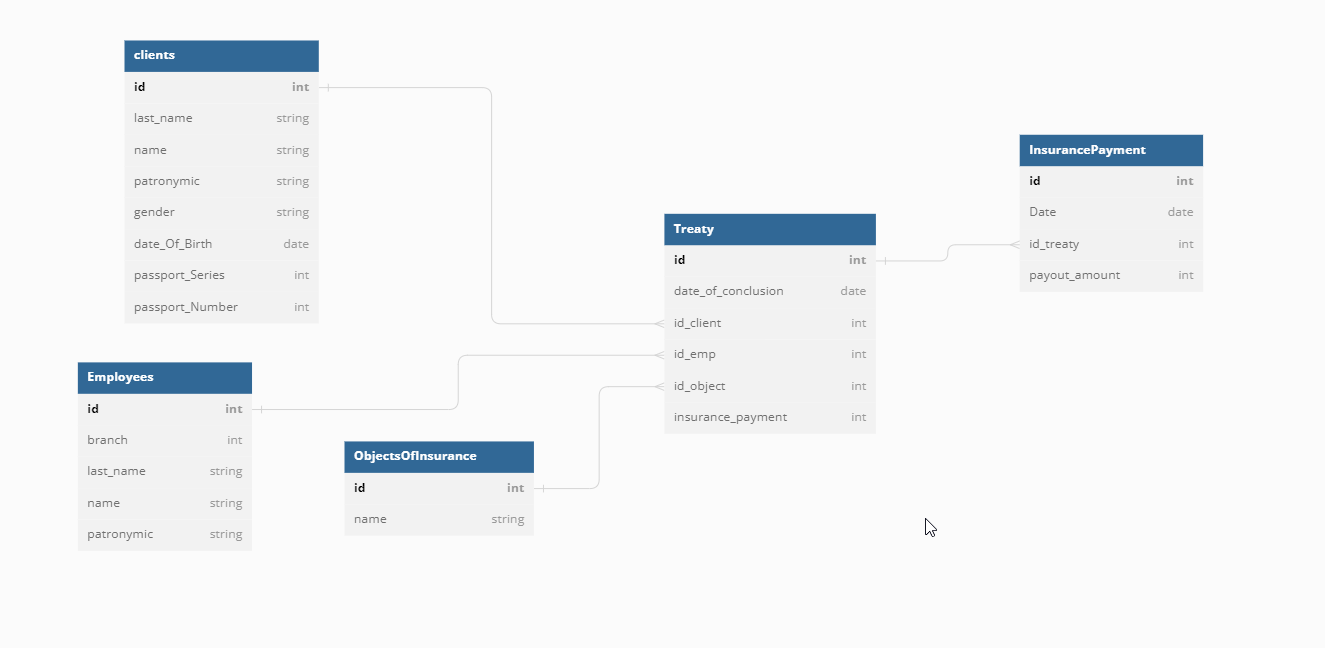 clients
id int
last_name string
name string
patronymic string
gender string
date_Of_Birth date
passport_Series int
passport_Number int
Employees
id int
branch int
last_name string
name string
patronymic string
ObjectsOfInsurance
id int
name string
Treaty
id int
date_of_conclusion date
id_client int
id_emp int
id_object int
insurance_payment int
InsurancePayment
id int
Date date
id_treaty int
payout_amount int